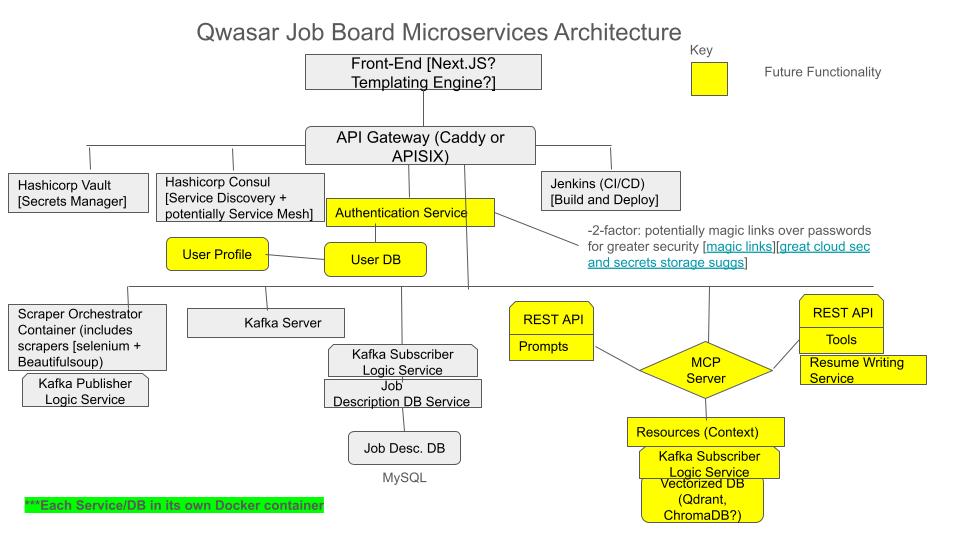 Qwasar Job Board Microservices Architecture
Key
Future Functionality
Front-End [Next.JS?
Templating Engine?]
API Gateway (Caddy or
APISIX)
Hashicorp Vault
[Secrets Manager]
Hashicorp Consul
[Service Discovery +
potentially Service Mesh]
Jenkins (CI/CD)
[Build and Deploy]
Authentication Service
-2-factor: potentially magic links over passwords
for greater security [magic links][great cloud sec
and secrets storage suggs]
User Profile
User DB
Scraper Orchestrator
Container (includes
scrapers [selenium +
Beautifulsoup)
Kafka Publisher
Logic Service
Kafka Server
Kafka Subscriber
Logic Service
Job
Description DB Service
Job Desc. DB
MySQL
REST API
Prompts
MCP
Server
REST API
Tools
Resume Writing
Service
Resources (Context)
Kafka Subscriber
Logic Service
Vectorized DB
(Qdrant,
ChromaDB?)
***Each Service/DB in its own Docker container